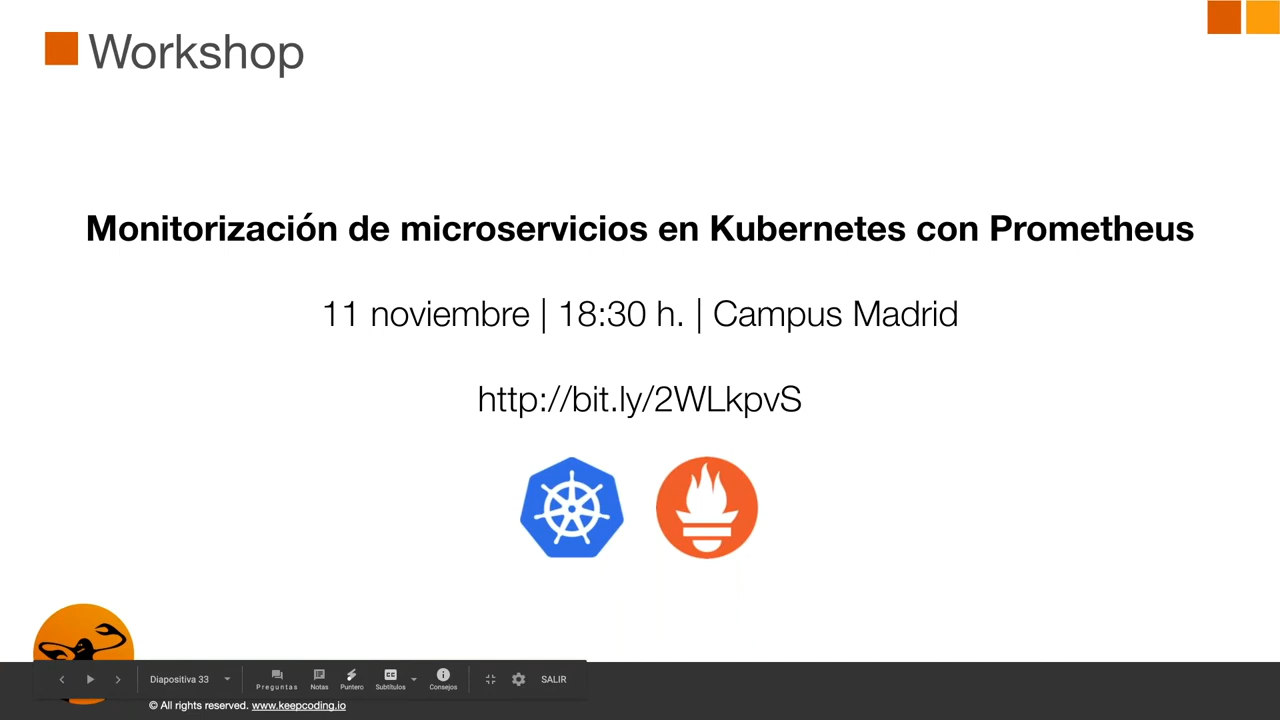 Workshop
Monitorización de microservicios en Kubernetes con Prometheus
11 noviembre | 18:30 h. | Campus Madrid
http://bit.ly/2WLkpvS
Diapositiva 33
Preguntas
Notas
Puntero
CC
Subtítulos
Consejos
SALIR
© All rights reserved. www.keepcoding.io